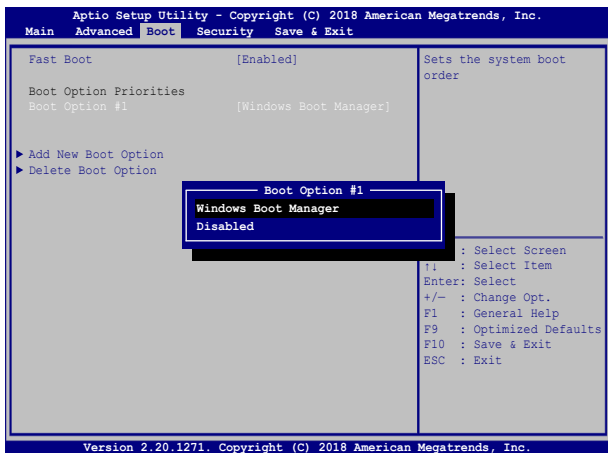 Aptio Setup Utility - Copyright (C) 2018 American Megatrends, Inc.
Main Advanced Boot Security Save & Exit
Fast Boot [Enabled]
Boot Option Priorities
Boot Option #1 [Windows Boot Manager]
▶ Add New Boot Option
▶ Delete Boot Option
Boot Option #1
Windows Boot Manager
Disabled
Sets the system boot
order
: Select Screen
↑↓ : Select Item
Enter: Select
+/— : Change Opt.
F1 : General Help
F9 : Optimized Defaults
F10 : Save & Exit
ESC : Exit
Version 2.20.1271. Copyright (C) 2018 American Megatrends, Inc.